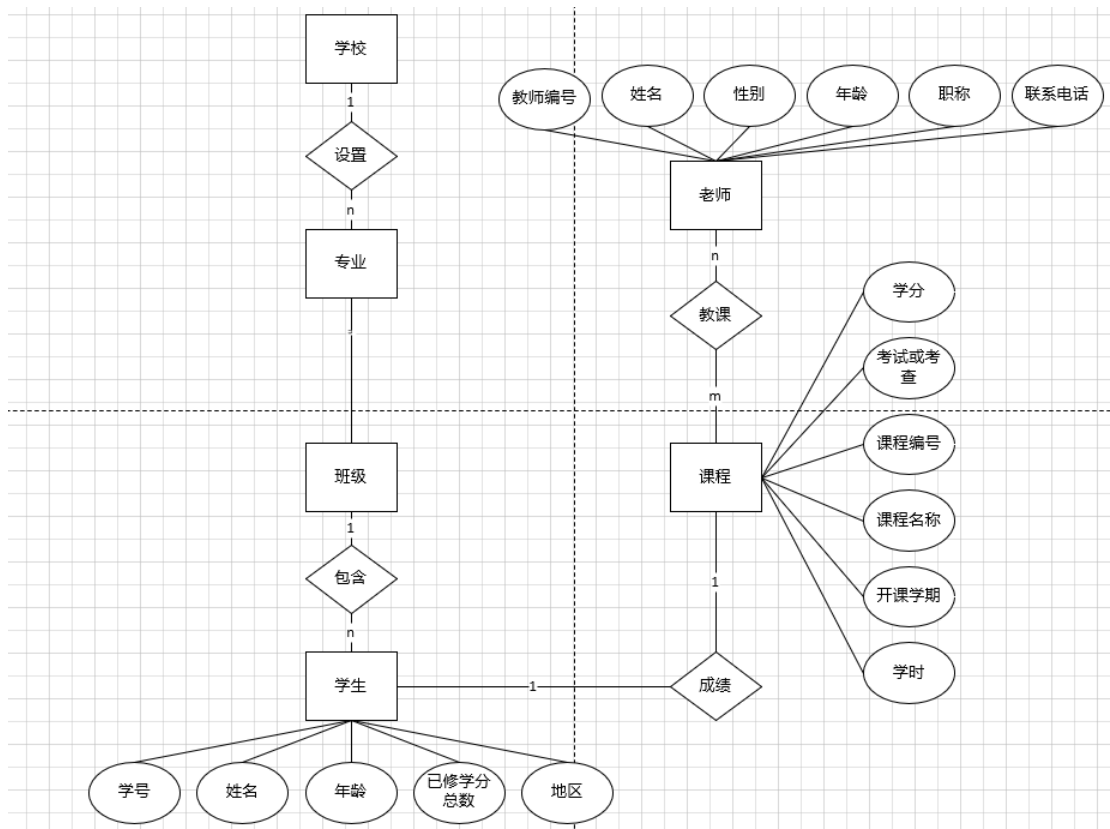 学校
1
设置
n
专业
班级
1
包含
n
学生
学号
姓名
年龄
已修学分
总数
地区
1
教师编号
姓名
性别
年龄
职称
联系电话
老师
n
教课
m
课程
1
成绩
学分
考试或考
查
课程编号
课程名称
开课学期
学时